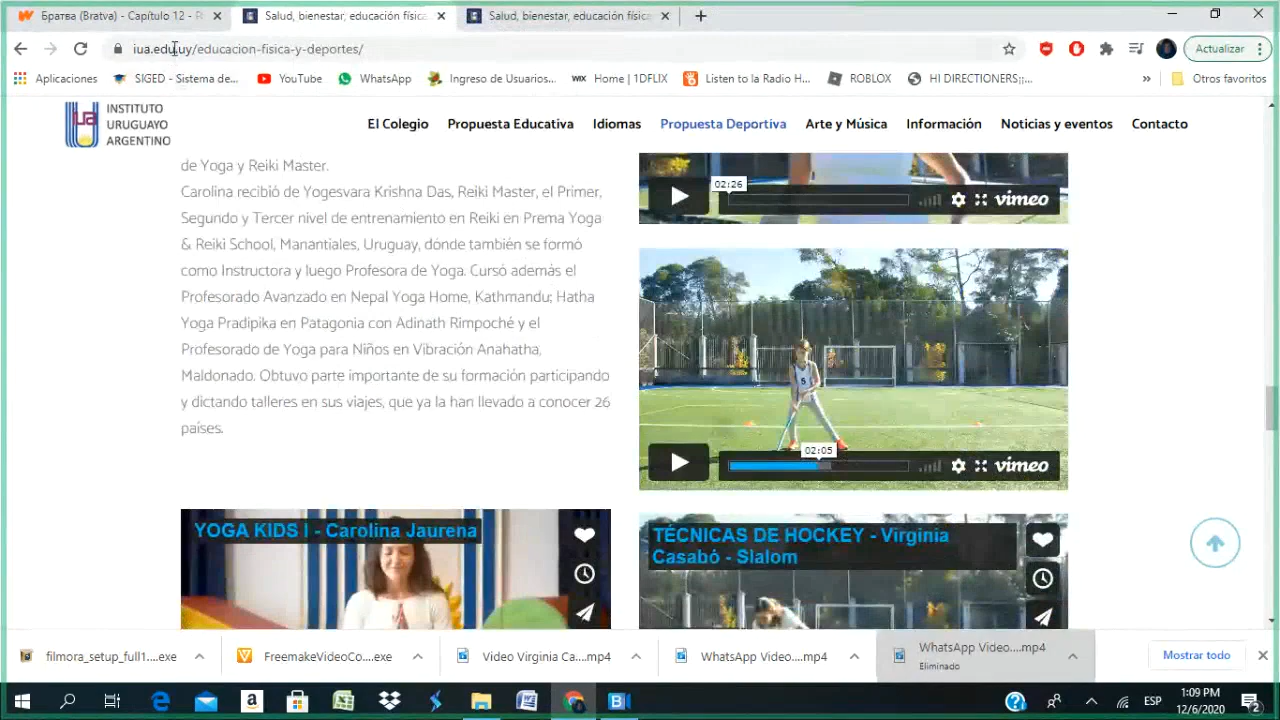 Братва (Bratva) - Capítulo 12 - R
Salud, bienestar, educación física
Salud, bienestar, educación física
iua.edu.uy/educacion-fisica-y-deportes/
Actualizar
Aplicaciones
SIGED - Sistema de...
YouTube
WhatsApp
Ingreso de Usuarios...
WIX
Home | 1DFLIX
Listen to la Radio H...
ROBLOX
HI DIRECTIONERS¡¡...
»
Otros favoritos
INSTITUTO
URUGUAYO
ARGENTINO
El Colegio
Propuesta Educativa
Idiomas
Propuesta Deportiva
Arte y Música
Información
Noticias y eventos
Contacto
de Yoga y Reiki Master.
Carolina recibió de Yogesvara Krishna Das, Reiki Master, el Primer,
Segundo y Tercer nivel de entrenamiento en Reiki en Prema Yoga
& Reiki School, Manantiales, Uruguay, dónde también se formó
como Instructora y luego Profesora de Yoga. Cursó además el
Profesorado Avanzado en Nepal Yoga Home, Kathmandu; Hatha
Yoga Pradipika en Patagonia con Adinath Rimpoché y el
Profesorado de Yoga para Niños en Vibración Anahatha,
Maldonado. Obtuvo parte importante de su formación participando
y dictando talleres en sus viajes, que ya la han llevado a conocer 26
países.
02:26
vimeo
5
02:05
vimeo
YOGA KIDS I - Carolina Jaurena
TÉCNICAS DE HOCKEY - Virginia
Casabó - Slalom
filmora_setup_full1....exe
FreemakeVideoCo....exe
Video Virginia Ca....mp4
WhatsApp Video....mp4
WhatsApp Video....mp4
Eliminado
Mostrar todo
ESP
1:09 PM
12/6/2020
2